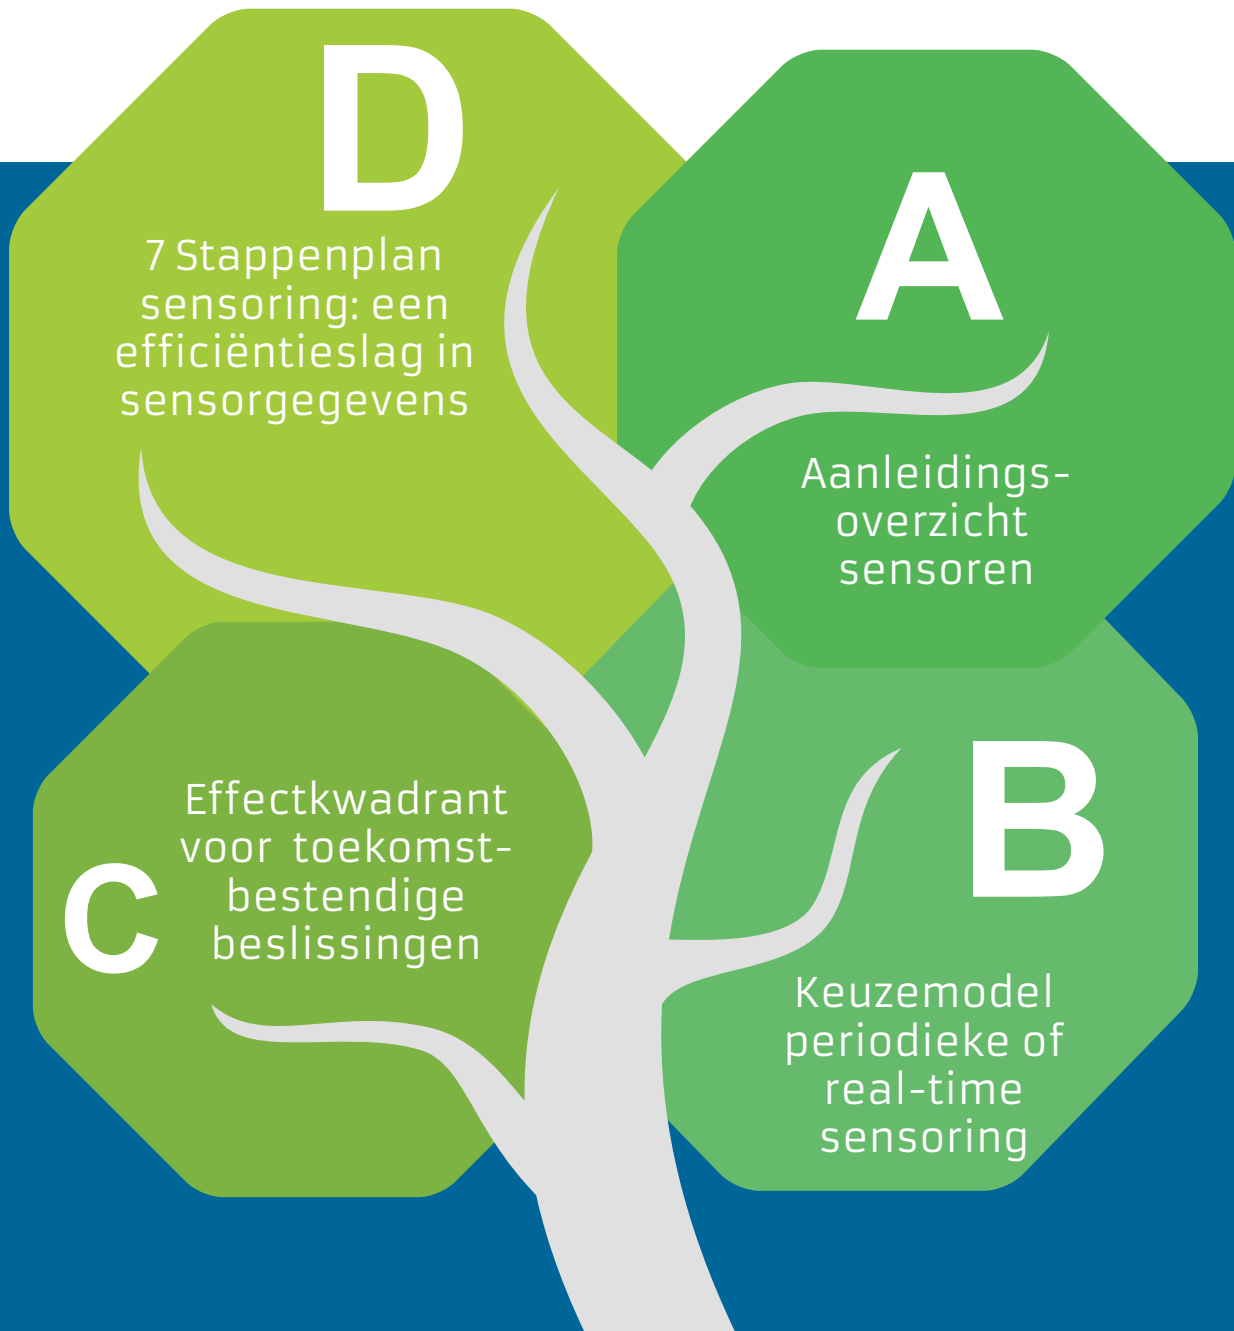 D
7 Stappenplan
sensoring: een
efficiëntieslag in
sensorgegevens
A
Aanleidings-
overzicht
sensoren
C
Effectkwadrant
voor toekomst-
bestendige
beslissingen
B
Keuzemodel
periodieke of
real-time
sensoring